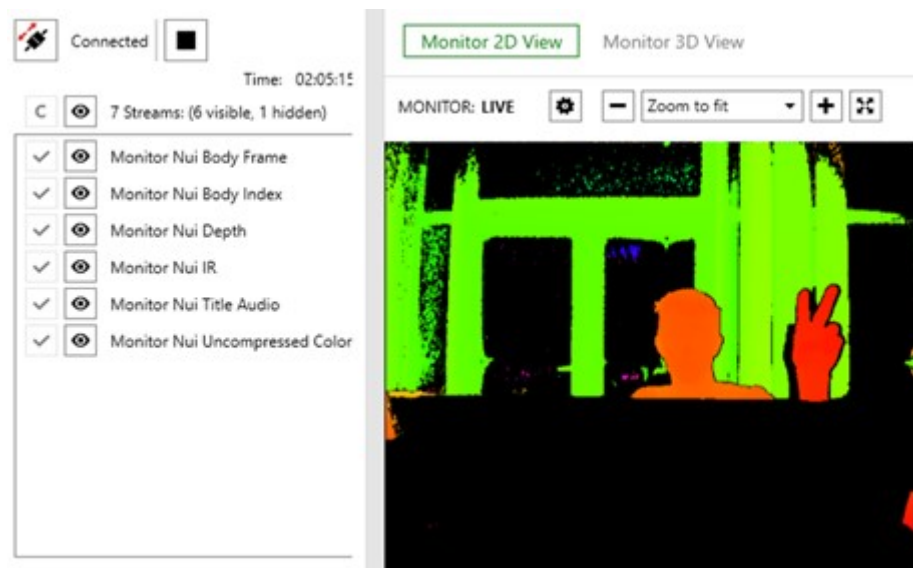 Connected
Time: 02:05:15
C
7 Streams: (6 visible, 1 hidden)
Monitor Nui Body Frame
Monitor Nui Body Index
Monitor Nui Depth
Monitor Nui IR
Monitor Nui Title Audio
Monitor Nui Uncompressed Color
Monitor 2D View
Monitor 3D View
MONITOR: LIVE
Zoom to fit